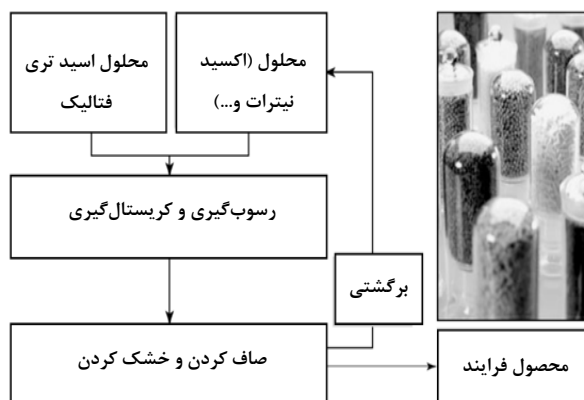 محلول (اکسید
نیترات و...)
محلول اسید تری
فتالیک
رسوب‌گیری و کریستال‌گیری
برگشتی
صاف کردن و خشک کردن
محصول فرایند